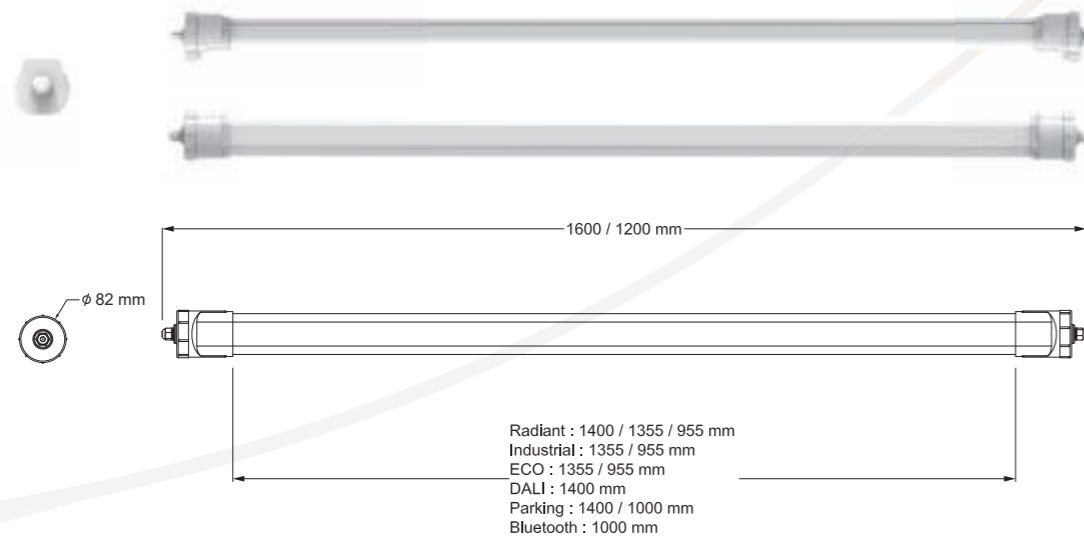 1600 / 1200 mm
ϕ 82 mm
Radiant : 1400 / 1355 / 955 mm
Industrial : 1355 / 955 mm
ECO : 1355 / 955 mm
DALI : 1400 mm
Parking : 1400 / 1000 mm
Bluetooth : 1000 mm